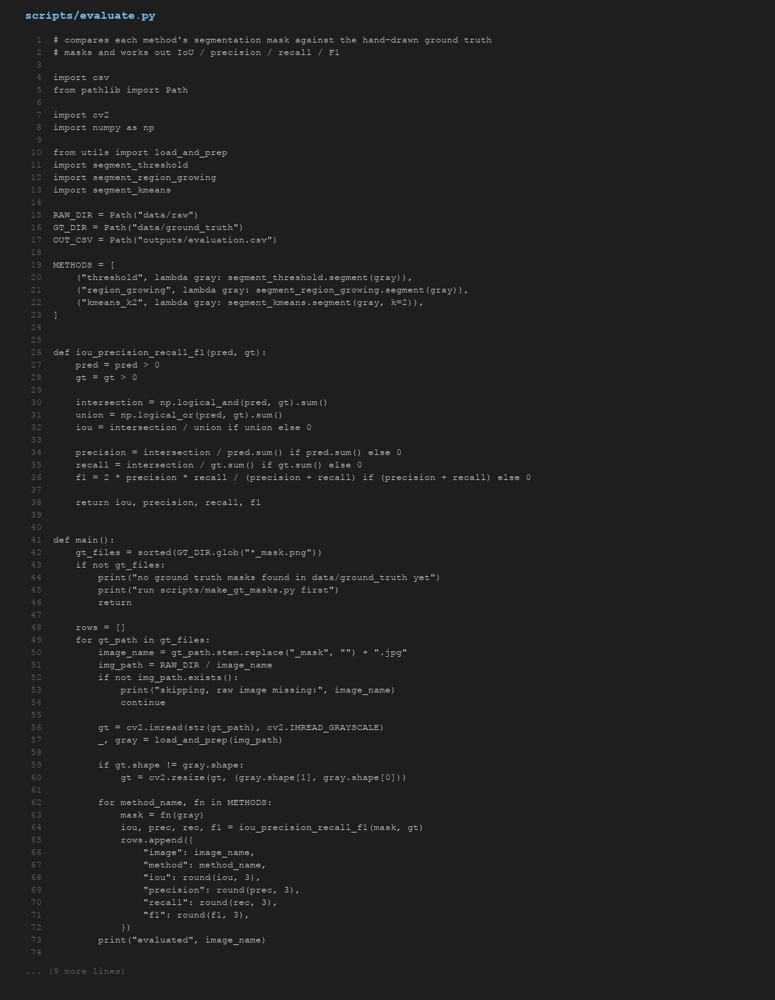 scripts/evaluate.py
1 # compares each method's segmentation mask against the hand-drawn ground truth
2 # masks and works out IoU / precision / recall / F1
3
4 import csv
5 from pathlib import Path
6
7 import cv2
8 import numpy as np
9
10 from utils import load_and_prep
11 import segment_threshold
12 import segment_region_growing
13 import segment_kmeans
14
15 RAW_DIR = Path("data/raw")
16 GT_DIR = Path("data/ground_truth")
17 OUT_CSV = Path("outputs/evaluation.csv")
18
19 METHODS = [
20     ("threshold", lambda gray: segment_threshold.segment(gray)),
21     ("region_growing", lambda gray: segment_region_growing.segment(gray)),
22     ("kmeans_k2", lambda gray: segment_kmeans.segment(gray, k=2)),
23 ]
24
25
26 def iou_precision_recall_f1(pred, gt):
27     pred = pred > 0
28     gt = gt > 0
29
30     intersection = np.logical_and(pred, gt).sum()
31     union = np.logical_or(pred, gt).sum()
32     iou = intersection / union if union else 0
33
34     precision = intersection / pred.sum() if pred.sum() else 0
35     recall = intersection / gt.sum() if gt.sum() else 0
36     f1 = 2 * precision * recall / (precision + recall) if (precision + recall) else 0
37
38     return iou, precision, recall, f1
39
40
41 def main():
42     gt_files = sorted(GT_DIR.glob("*_mask.png"))
43     if not gt_files:
44         print("no ground truth masks found in data/ground_truth yet")
45         print("run scripts/make_gt_masks.py first")
46         return
47
48     rows = []
49     for gt_path in gt_files:
50         image_name = gt_path.stem.replace("_mask", "") + ".jpg"
51         img_path = RAW_DIR / image_name
52         if not img_path.exists():
53             print("skipping, raw image missing:", image_name)
54             continue
55
56         gt = cv2.imread(str(gt_path), cv2.IMREAD_GRAYSCALE)
57         _, gray = load_and_prep(img_path)
58
59         if gt.shape != gray.shape:
60             gt = cv2.resize(gt, (gray.shape[1], gray.shape[0]))
61
62         for method_name, fn in METHODS:
63             mask = fn(gray)
64             iou, prec, rec, f1 = iou_precision_recall_f1(mask, gt)
65             rows.append({
66                 "image": image_name,
67                 "method": method_name,
68                 "iou": round(iou, 3),
69                 "precision": round(prec, 3),
70                 "recall": round(rec, 3),
71                 "f1": round(f1, 3),
72             })
73         print("evaluated", image_name)
74
... (9 more lines)